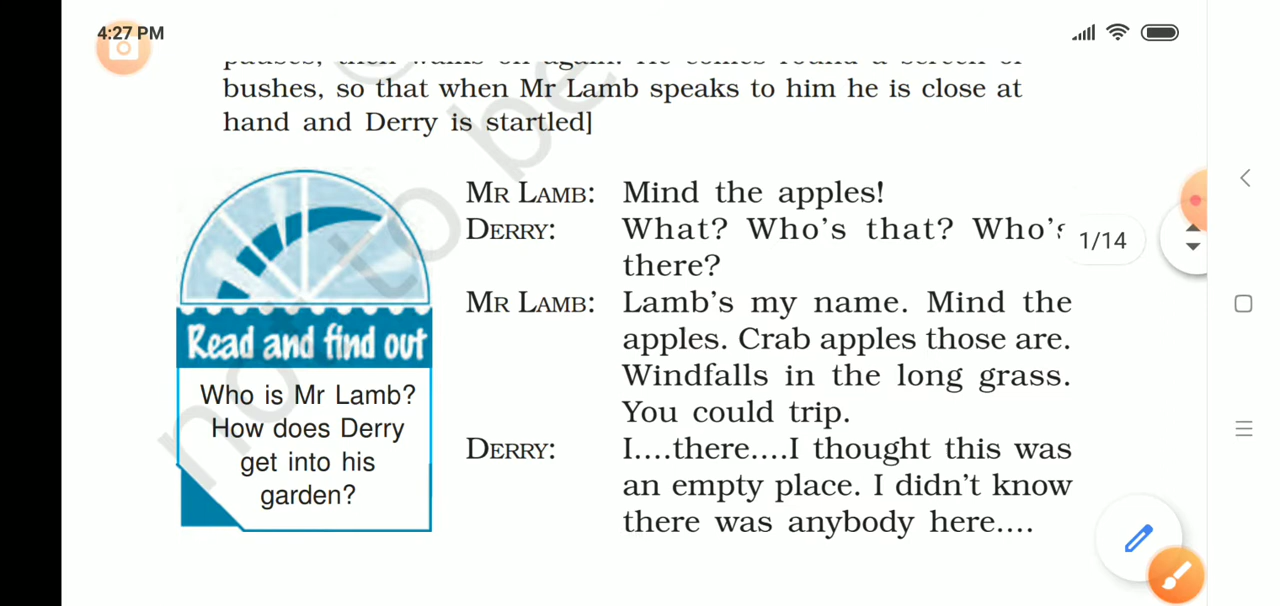 4:27 PM
bushes, so that when Mr Lamb speaks to him he is close at
hand and Derry is startled]
MR LAMB: Mind the apples!
DERRY: What? Who's that? Who's
there?
MR LAMB: Lamb's my name. Mind the
apples. Crab apples those are.
Windfalls in the long grass.
You could trip.
DERRY: I....there....I thought this was
an empty place. I didn't know
there was anybody here....
Read and find out
Who is Mr Lamb?
How does Derry
get into his
garden?
1/14
not to be